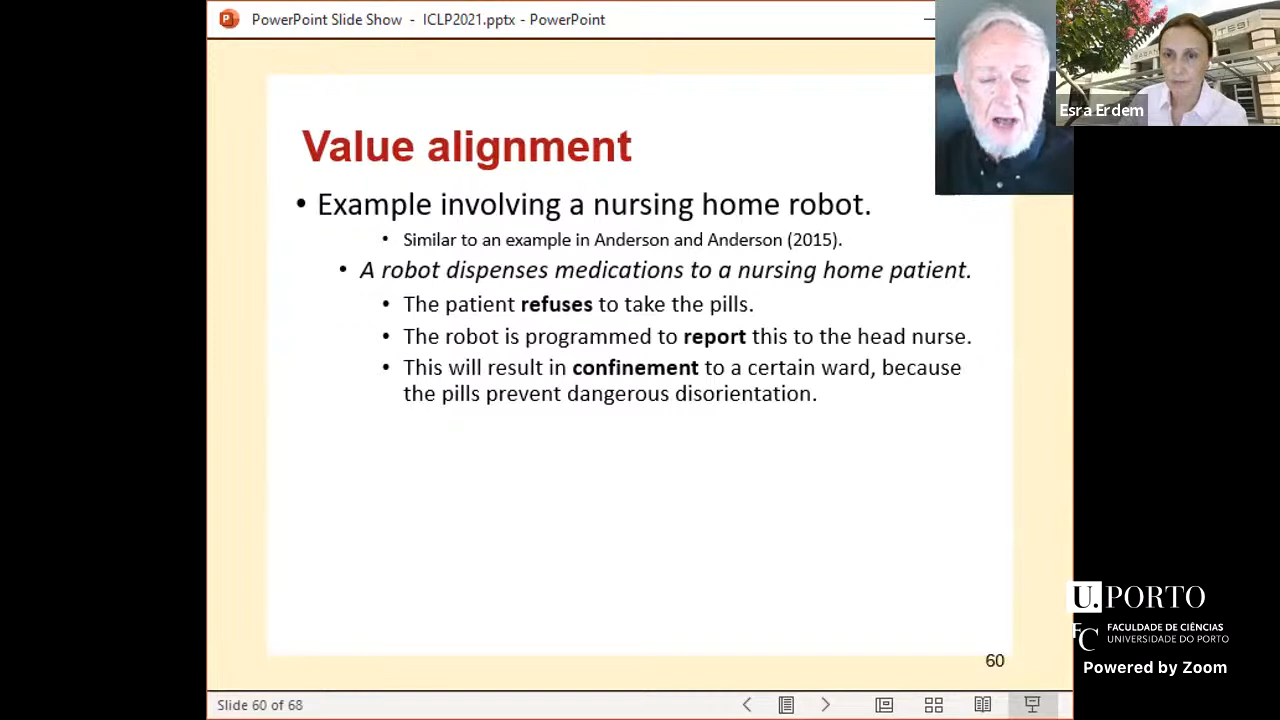 PowerPoint Slide Show - ICLP2021.pptx - PowerPoint
Esra Erdem
Value alignment
• Example involving a nursing home robot.
• Similar to an example in Anderson and Anderson (2015).
• A robot dispenses medications to a nursing home patient.
• The patient refuses to take the pills.
• The robot is programmed to report this to the head nurse.
• This will result in confinement to a certain ward, because
the pills prevent dangerous disorientation.
U.PORTO
FC FACULDADE DE CIÊNCIAS
UNIVERSIDADE DO PORTO
Powered by Zoom
60
Slide 60 of 68